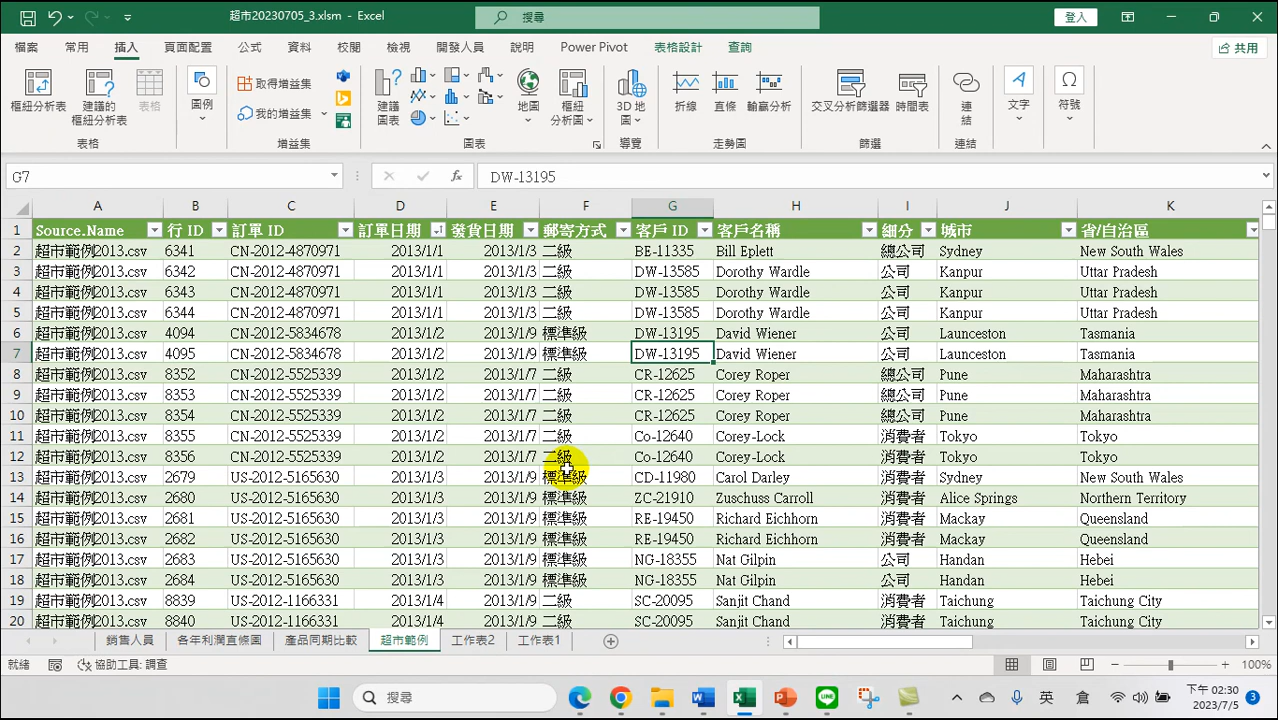 超市20230705_3.xlsm - Excel
搜尋
登入
檔案 常用 插入 頁面配置 公式 資料 校閱 檢視 開發人員 說明 Power Pivot 表格設計 查詢 共用
樞紐分析表 建議的樞紐分析表 表格 圖例 取得增益集 我的增益集 建議圖表 地圖 樞紐分析圖 3D 地圖 折線 直條 輸贏分析 交叉分析篩選器 時間表 連結 文字 符號
表格 增益集 圖表 導覽 走勢圖 篩選 連結
G7 fx DW-13195
A B C D E F G H I J K
1 Source.Name 行 ID 訂單 ID 訂單日期 發貨日期 郵寄方式 客戶 ID 客戶名稱 細分 城市 省/自治區
2 超市範例2013.csv 6341 CN-2012-4870971 2013/1/1 2013/1/3 二級 BE-11335 Bill Eplett 總公司 Sydney New South Wales
3 超市範例2013.csv 6342 CN-2012-4870971 2013/1/1 2013/1/3 二級 DW-13585 Dorothy Wardle 公司 Kanpur Uttar Pradesh
4 超市範例2013.csv 6343 CN-2012-4870971 2013/1/1 2013/1/3 二級 DW-13585 Dorothy Wardle 公司 Kanpur Uttar Pradesh
5 超市範例2013.csv 6344 CN-2012-4870971 2013/1/1 2013/1/3 二級 DW-13585 Dorothy Wardle 公司 Kanpur Uttar Pradesh
6 超市範例2013.csv 4094 CN-2012-5834678 2013/1/2 2013/1/9 標準級 DW-13195 David Wiener 公司 Launceston Tasmania
7 超市範例2013.csv 4095 CN-2012-5834678 2013/1/2 2013/1/9 標準級 DW-13195 David Wiener 公司 Launceston Tasmania
8 超市範例2013.csv 8352 CN-2012-5525339 2013/1/2 2013/1/7 二級 CR-12625 Corey Roper 總公司 Pune Maharashtra
9 超市範例2013.csv 8353 CN-2012-5525339 2013/1/2 2013/1/7 二級 CR-12625 Corey Roper 總公司 Pune Maharashtra
10 超市範例2013.csv 8354 CN-2012-5525339 2013/1/2 2013/1/7 二級 CR-12625 Corey Roper 總公司 Pune Maharashtra
11 超市範例2013.csv 8355 CN-2012-5525339 2013/1/2 2013/1/7 二級 Co-12640 Corey-Lock 消費者 Tokyo Tokyo
12 超市範例2013.csv 8356 CN-2012-5525339 2013/1/2 2013/1/7 二級 Co-12640 Corey-Lock 消費者 Tokyo Tokyo
13 超市範例2013.csv 2679 US-2012-5165630 2013/1/3 2013/1/9 標準級 CD-11980 Carol Darley 消費者 Sydney New South Wales
14 超市範例2013.csv 2680 US-2012-5165630 2013/1/3 2013/1/9 標準級 ZC-21910 Zuschuss Carroll 消費者 Alice Springs Northern Territory
15 超市範例2013.csv 2681 US-2012-5165630 2013/1/3 2013/1/9 標準級 RE-19450 Richard Eichhorn 消費者 Mackay Queensland
16 超市範例2013.csv 2682 US-2012-5165630 2013/1/3 2013/1/9 標準級 RE-19450 Richard Eichhorn 消費者 Mackay Queensland
17 超市範例2013.csv 2683 US-2012-5165630 2013/1/3 2013/1/9 標準級 NG-18355 Nat Gilpin 公司 Handan Hebei
18 超市範例2013.csv 2684 US-2012-5165630 2013/1/3 2013/1/9 標準級 NG-18355 Nat Gilpin 公司 Handan Hebei
19 超市範例2013.csv 8839 US-2012-1166331 2013/1/4 2013/1/9 二級 SC-20095 Sanjit Chand 消費者 Taichung Taichung City
20 超市範例2013.csv 8840 US-2012-1166331 2013/1/4 2013/1/9 二級 SC-20095 Sanjit Chand 消費者 Taichung Taichung City
銷售人員 各年利潤直條圖 產品同期比較 超市範例 工作表2 工作表1
就緒 協助工具: 調查 100%
搜尋 英 倉 下午 02:30
2023/7/5 3